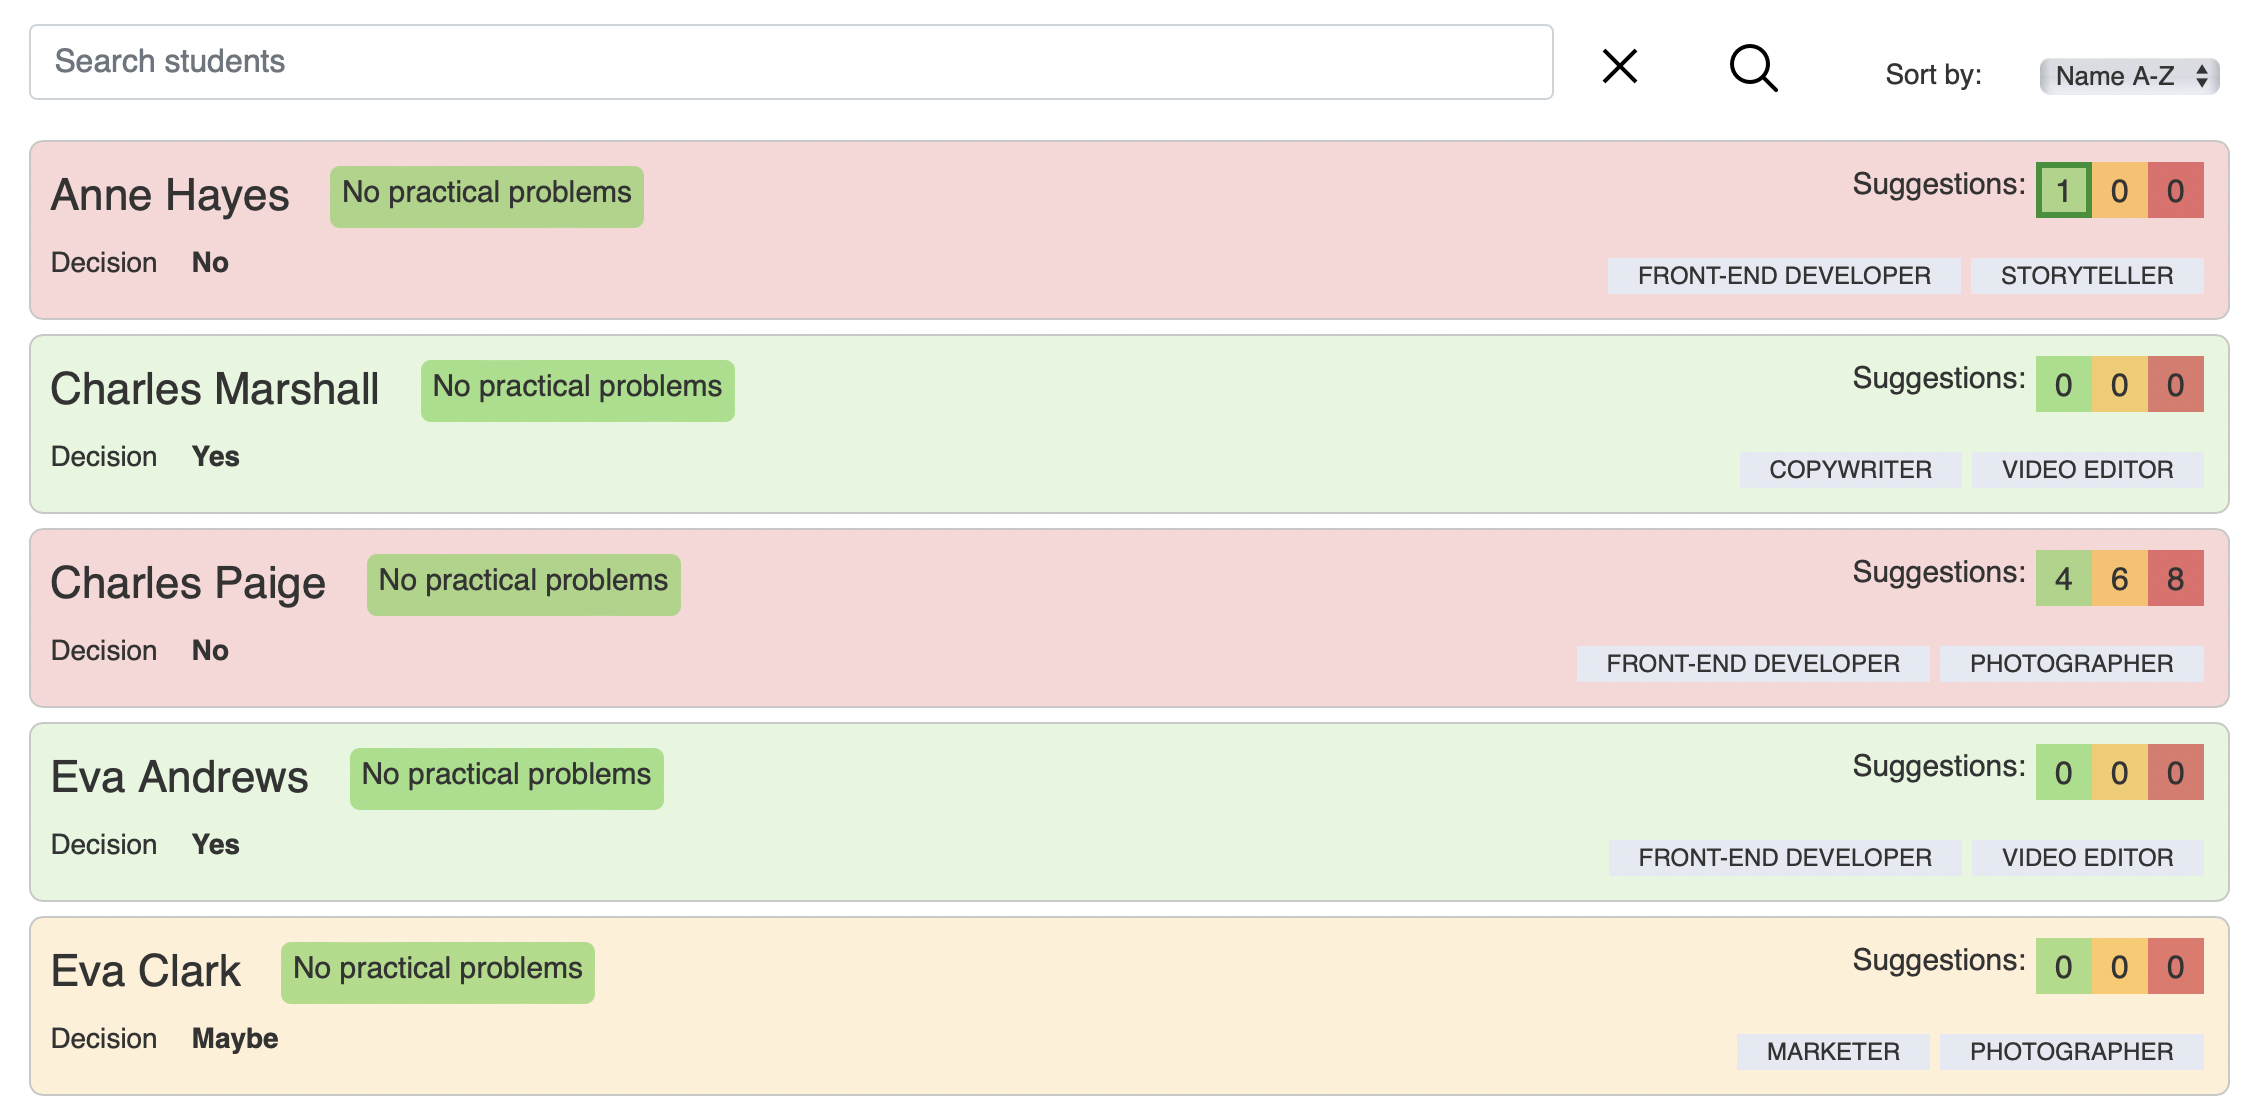 Search students
Sort by: Name A-Z
Anne Hayes No practical problems Suggestions: 1 0 0
Decision No FRONT-END DEVELOPER STORYTELLER
Charles Marshall No practical problems Suggestions: 0 0 0
Decision Yes COPYWRITER VIDEO EDITOR
Charles Paige No practical problems Suggestions: 4 6 8
Decision No FRONT-END DEVELOPER PHOTOGRAPHER
Eva Andrews No practical problems Suggestions: 0 0 0
Decision Yes FRONT-END DEVELOPER VIDEO EDITOR
Eva Clark No practical problems Suggestions: 0 0 0
Decision Maybe MARKETER PHOTOGRAPHER